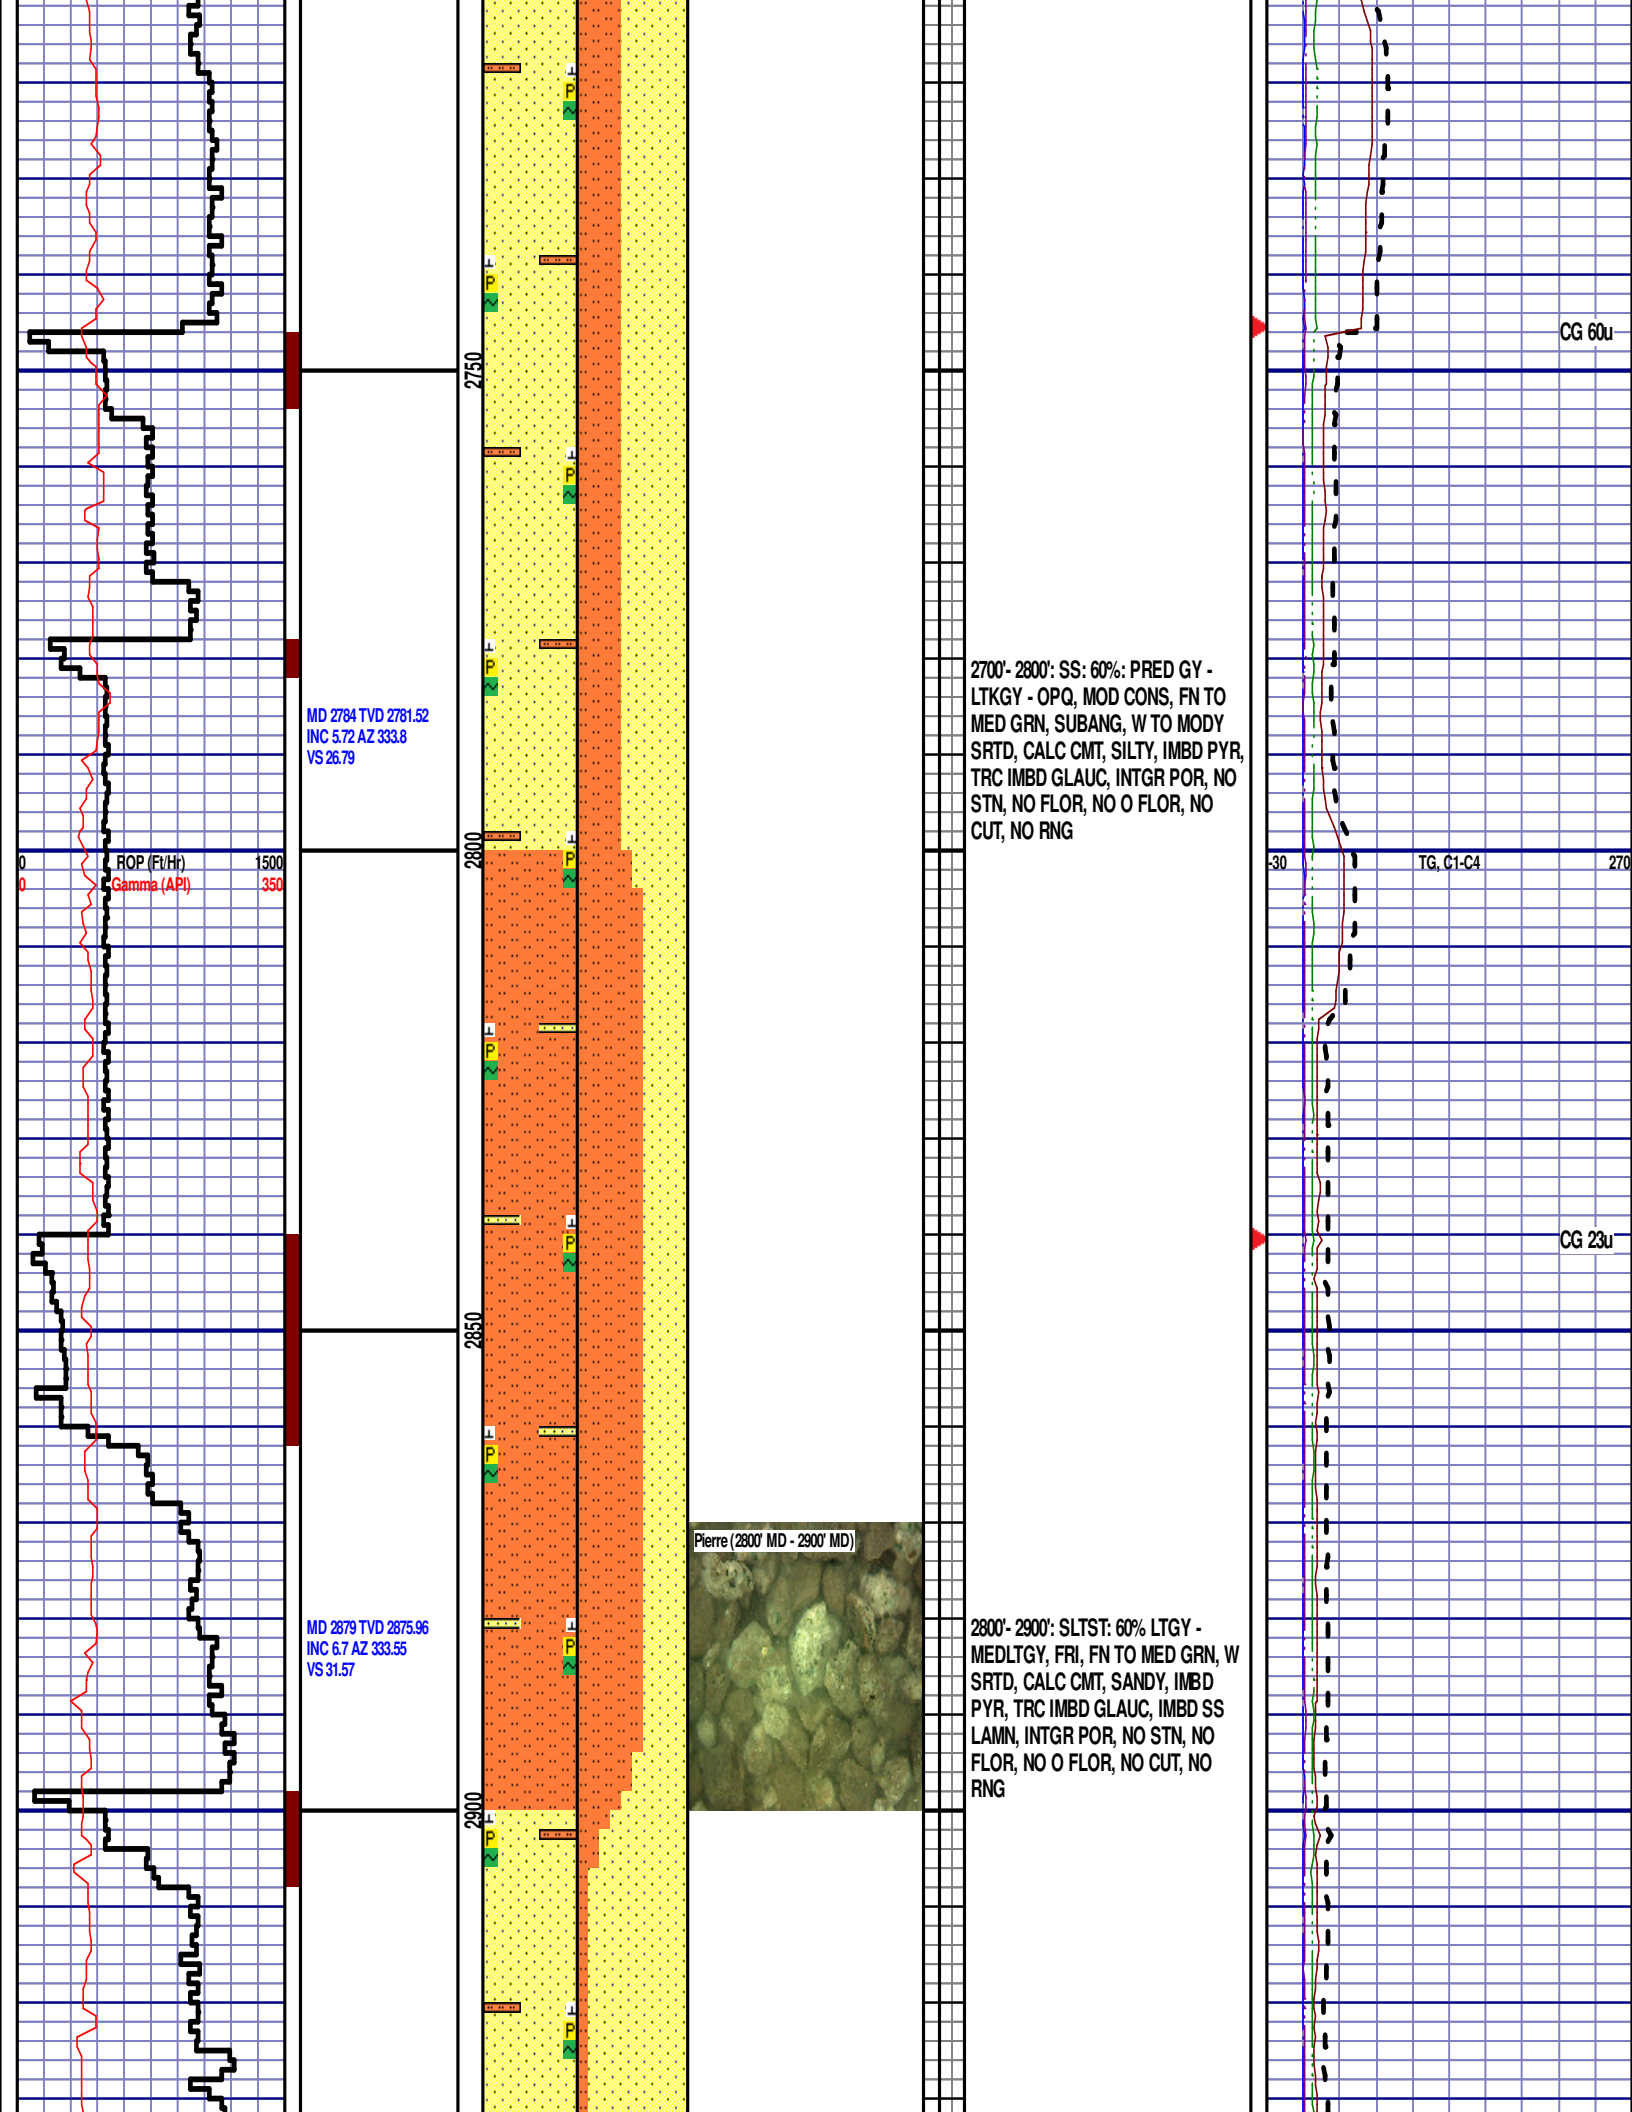 P
P
CG 60u
P
2750
P
P
2700'- 2800': SS: 60%: PRED GY -
LTKGY - OPQ, MOD CONS, FN TO
MED GRN, SUBANG, W TO MODY
SRTD, CALC CMT, SILTY, IMBD PYR,
TRC IMBD GLAUC, INTGR POR, NO
STN, NO FLOR, NO O FLOR, NO
CUT, NO RNG
MD 2784 TVD 2781.52
INC 5.72 AZ 333.8
VS 26.79
2800
0 ROP (Ft/Hr) 1500
0 Gamma (API) 350
P
-30 TG, C1-C4 270
P
P
CG 23u
2850
P
Pierre (2800' MD - 2900' MD)
MD 2879 TVD 2875.96
INC 6.7 AZ 333.55
VS 31.57
P
2800'- 2900': SLTST: 60% LTGY -
MEDLTGY, FRI, FN TO MED GRN, W
SRTD, CALC CMT, SANDY, IMBD
PYR, TRC IMBD GLAUC, IMBD SS
LAMN, INTGR POR, NO STN, NO
FLOR, NO O FLOR, NO CUT, NO
RNG
2900
P
P